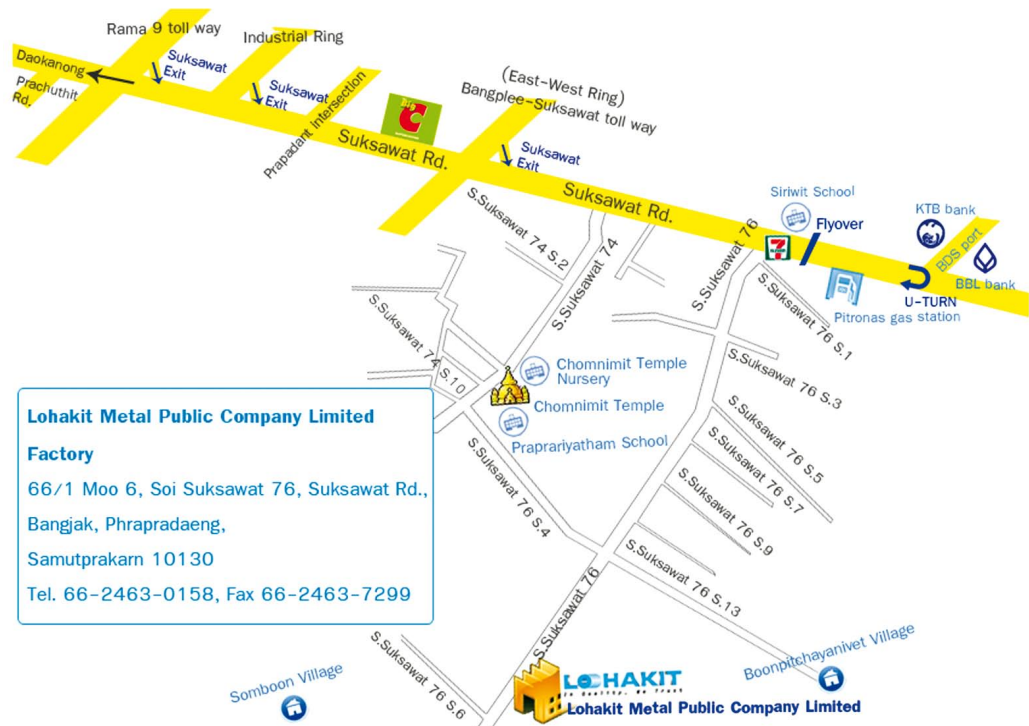 Rama 9 toll way
Industrial Ring
Daokanong
Suksawat
Exit
Prachuthit
Rd.
Suksawat
Exit
Prapadant intersection
Big
C
(East-West Ring)
Bangplee-Suksawat toll way
Suksawat Rd.
Suksawat
Exit
Suksawat Rd.
Siriwit School
Flyover
KTB bank
BDS port
BBL bank
U-TURN
Pitronas gas station
S.Suksawat 74 S.2
S.Suksawat 74
S.Suksawat 76
S.Suksawat 76 S.1
S.Suksawat 74 S.10
Chomnimit Temple
Nursery
Chomnimit Temple
Praprariyatham School
S.Suksawat 76 S.3
S.Suksawat 76 S.5
S.Suksawat 76 S.7
S.Suksawat 76 S.9
S.Suksawat 76 S.4
S.Suksawat 76 S.13
S.Suksawat 76
Lohakit Metal Public Company Limited
Factory
66/1 Moo 6, Soi Suksawat 76, Suksawat Rd.,
Bangjak, Phrapradaeng,
Samutprakarn 10130
Tel. 66-2463-0158, Fax 66-2463-7299
Somboon Village
S.Suksawat 76 S.6
Boonpitchayanivet Village
LOHAKIT
In Quality, We Trust
Lohakit Metal Public Company Limited